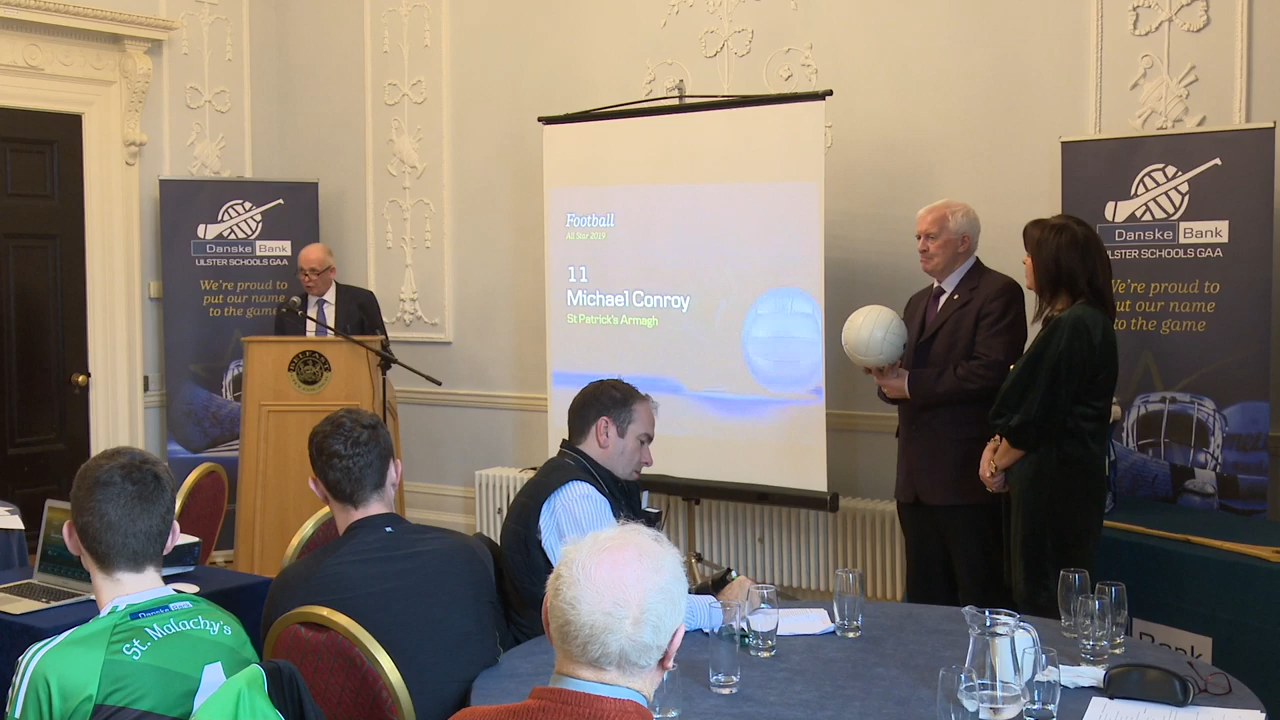 Danske Bank
ULSTER SCHOOLS GAA
We're proud to
put our name
to the game
BELFAST
Football
All Star 2019
11
Michael Conroy
St Patrick's Armagh
Danske Bank
ULSTER SCHOOLS GAA
We're proud to
put our name
to the game
Danske Bank
St. Malachy's
Bank